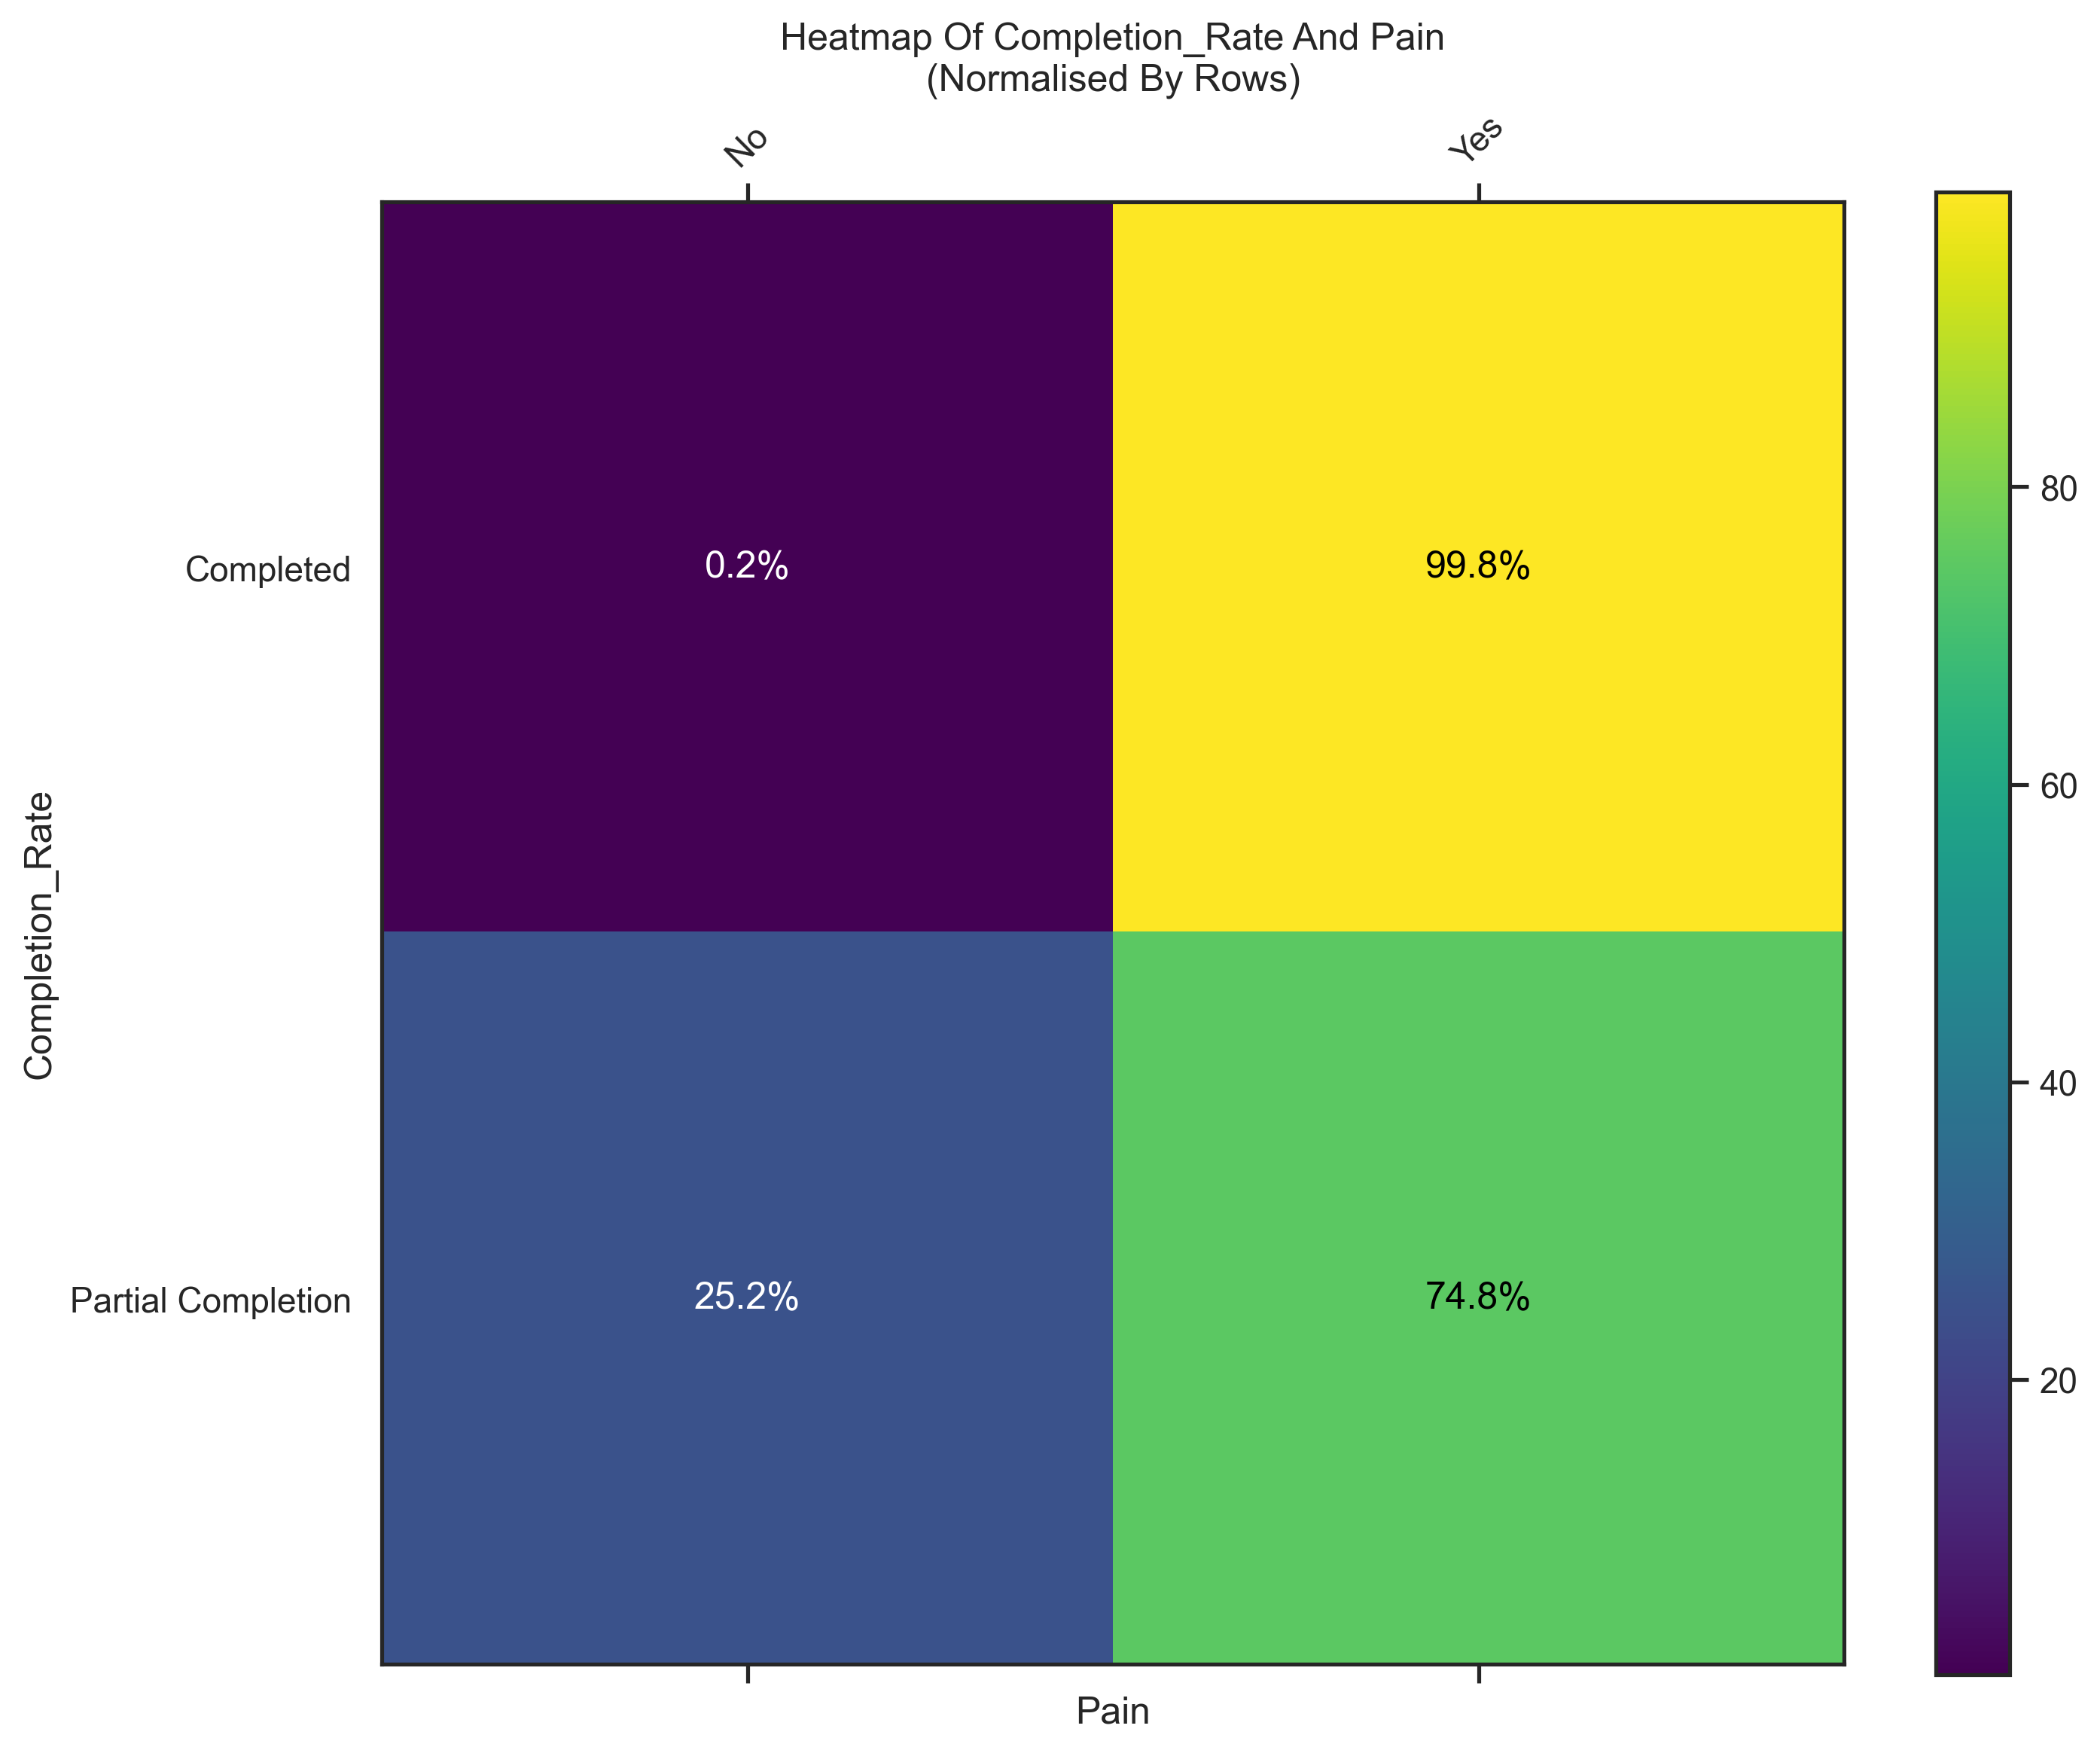 Heatmap Of Completion_Rate And Pain
(Normalised By Rows)
No
Yes
Completion_Rate
Completed
0.2%
99.8%
Partial Completion
25.2%
74.8%
Pain
80
60
40
20